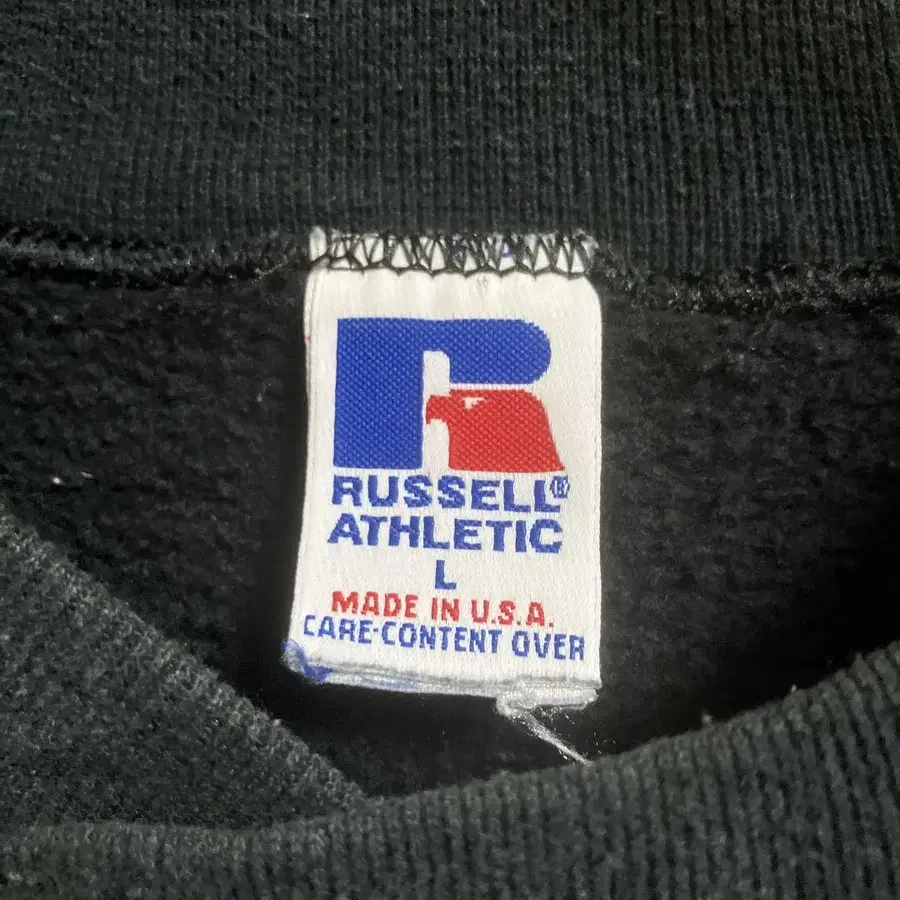 RUSSELL®
ATHLETIC
L
MADE IN U.S.A.
CARE-CONTENT OVER